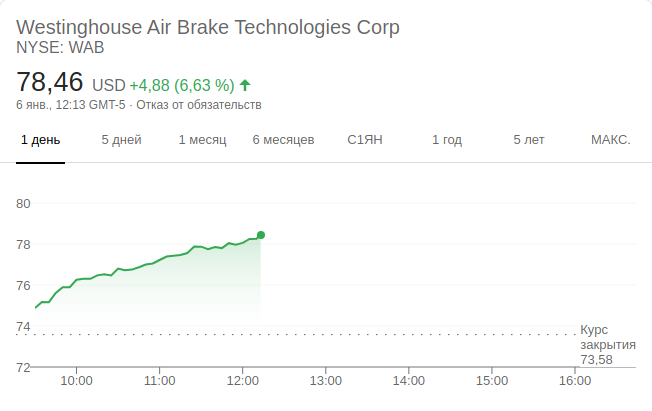 Westinghouse Air Brake Technologies Corp
NYSE: WAB
78,46 USD +4,88 (6,63 %)
6 янв., 12:13 GMT-5 · Отказ от обязательств
1 день 5 дней 1 месяц 6 месяцев С1ЯН 1 год 5 лет МАКС.
80
78
76
74
Курс
закрытия
73,58
72
10:00 11:00 12:00 13:00 14:00 15:00 16:00